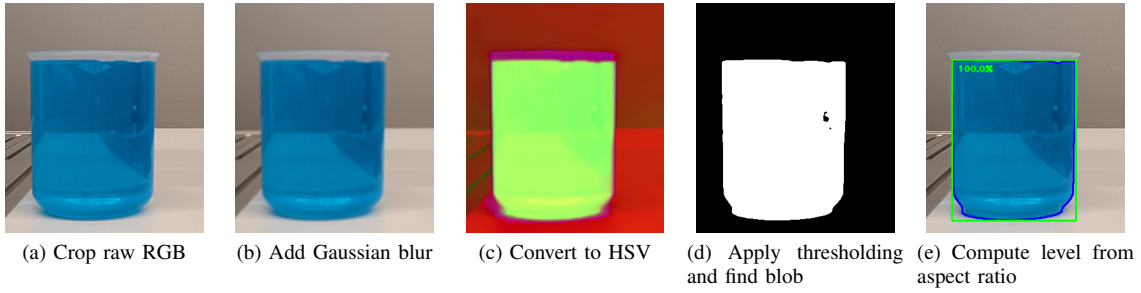 100.0%
(a) Crop raw RGB
(b) Add Gaussian blur
(c) Convert to HSV
(d) Apply thresholding
and find blob
(e) Compute level from
aspect ratio